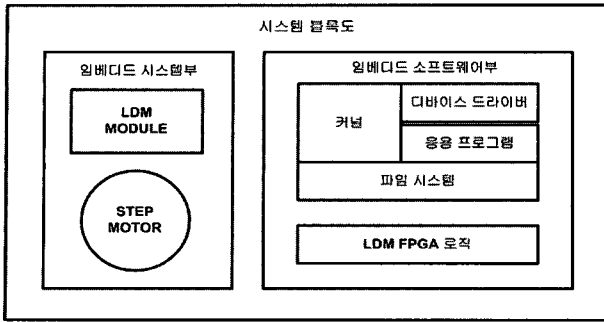 시스템 블록도
임베디드 시스템부
LDM
MODULE
STEP
MOTOR
임베디드 소프트웨어부
커널
디바이스 드라이버
응용 프로그램
파일 시스템
LDM FPGA 로직